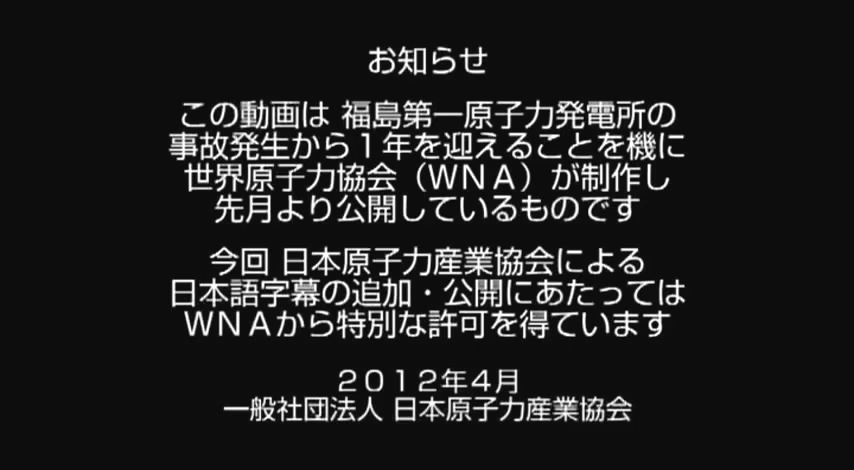 お知らせ
この動画は 福島第一原子力発電所の
事故発生から１年を迎えることを機に
世界原子力協会（ＷＮＡ）が制作し
先月より公開しているものです
今回 日本原子力産業協会による
日本語字幕の追加・公開にあたっては
ＷＮＡから特別な許可を得ています
２０１２年４月
一般社団法人 日本原子力産業協会